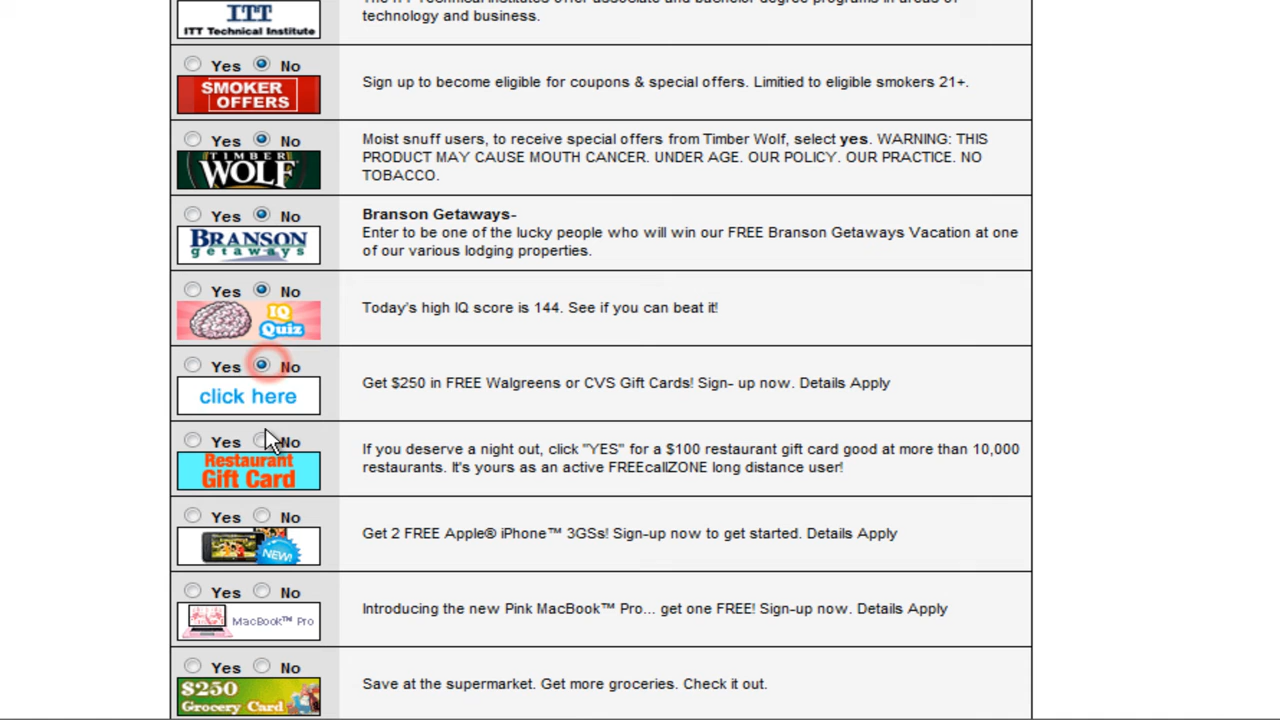 ITT
ITT Technical Institute
technology and business.
Yes No
SMOKER
OFFERS
Sign up to become eligible for coupons & special offers. Limitied to eligible smokers 21+.
Yes No
TIMBER
WOLF
Moist snuff users, to receive special offers from Timber Wolf, select yes. WARNING: THIS
PRODUCT MAY CAUSE MOUTH CANCER. UNDER AGE. OUR POLICY. OUR PRACTICE. NO
TOBACCO.
Yes No
BRANSON
getaways
Branson Getaways-
Enter to be one of the lucky people who will win our FREE Branson Getaways Vacation at one
of our various lodging properties.
Yes No
IQ
Quiz
Today's high IQ score is 144. See if you can beat it!
Yes No
click here
Get $250 in FREE Walgreens or CVS Gift Cards! Sign- up now. Details Apply
Yes No
Restaurant
Gift Card
If you deserve a night out, click "YES" for a $100 restaurant gift card good at more than 10,000
restaurants. It's yours as an active FREEcallZONE long distance user!
Yes No
NEW!
Get 2 FREE Apple® iPhone™ 3GSs! Sign-up now to get started. Details Apply
Yes No
MacBook™ Pro
Introducing the new Pink MacBook™ Pro... get one FREE! Sign-up now. Details Apply
Yes No
$250
Grocery Card
Save at the supermarket. Get more groceries. Check it out.